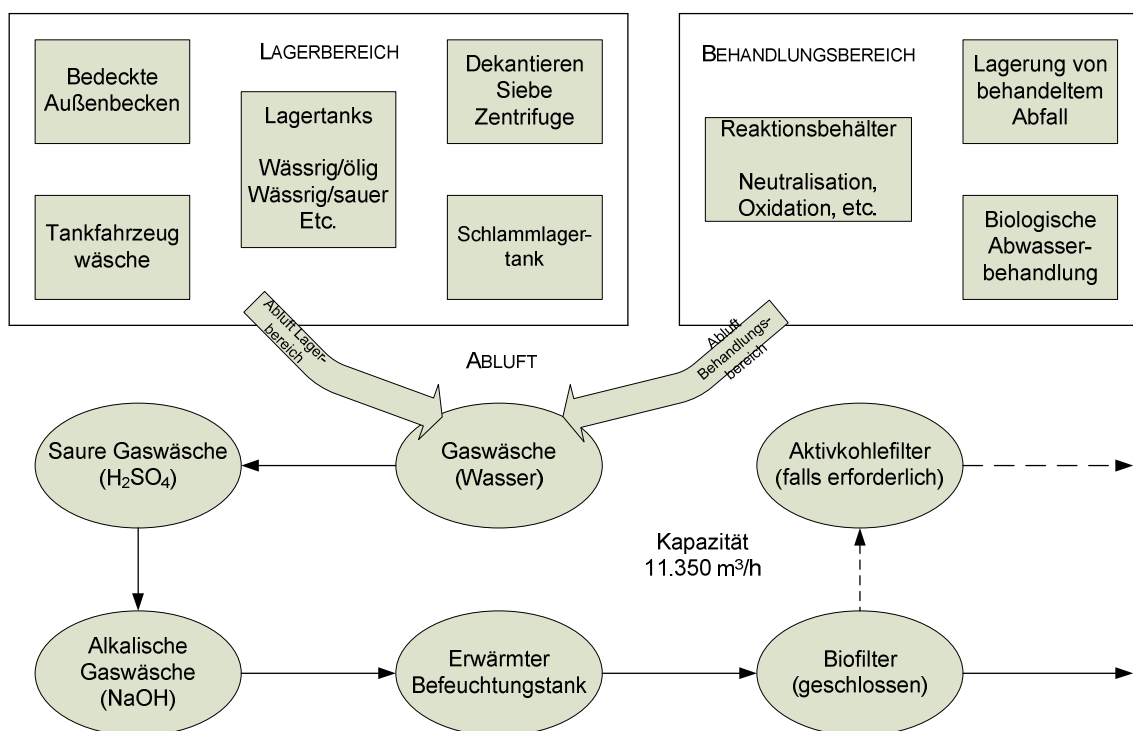 LAGERBEREICH
Bedeckte
Außenbecken
Lagertanks
Wässrig/ölig
Wässrig/sauer
Etc.
Dekantieren
Siebe
Zentrifuge
Tankfahrzeug
wäsche
Schlammlager-
tank
BEHANDLUNGSBEREICH
Reaktionsbehälter
Neutralisation,
Oxidation, etc.
Lagerung von
behandeltem
Abfall
Biologische
Abwasser-
behandlung
Abluft Lager-
bereich
ABLUFT
Abluft
Behandlungs-
bereich
Saure Gaswäsche
(H₂SO₄)
Gaswäsche
(Wasser)
Aktivkohlefilter
(falls erforderlich)
Kapazität
11.350 m³/h
Alkalische
Gaswäsche
(NaOH)
Erwärmter
Befeuchtungstank
Biofilter
(geschlossen)